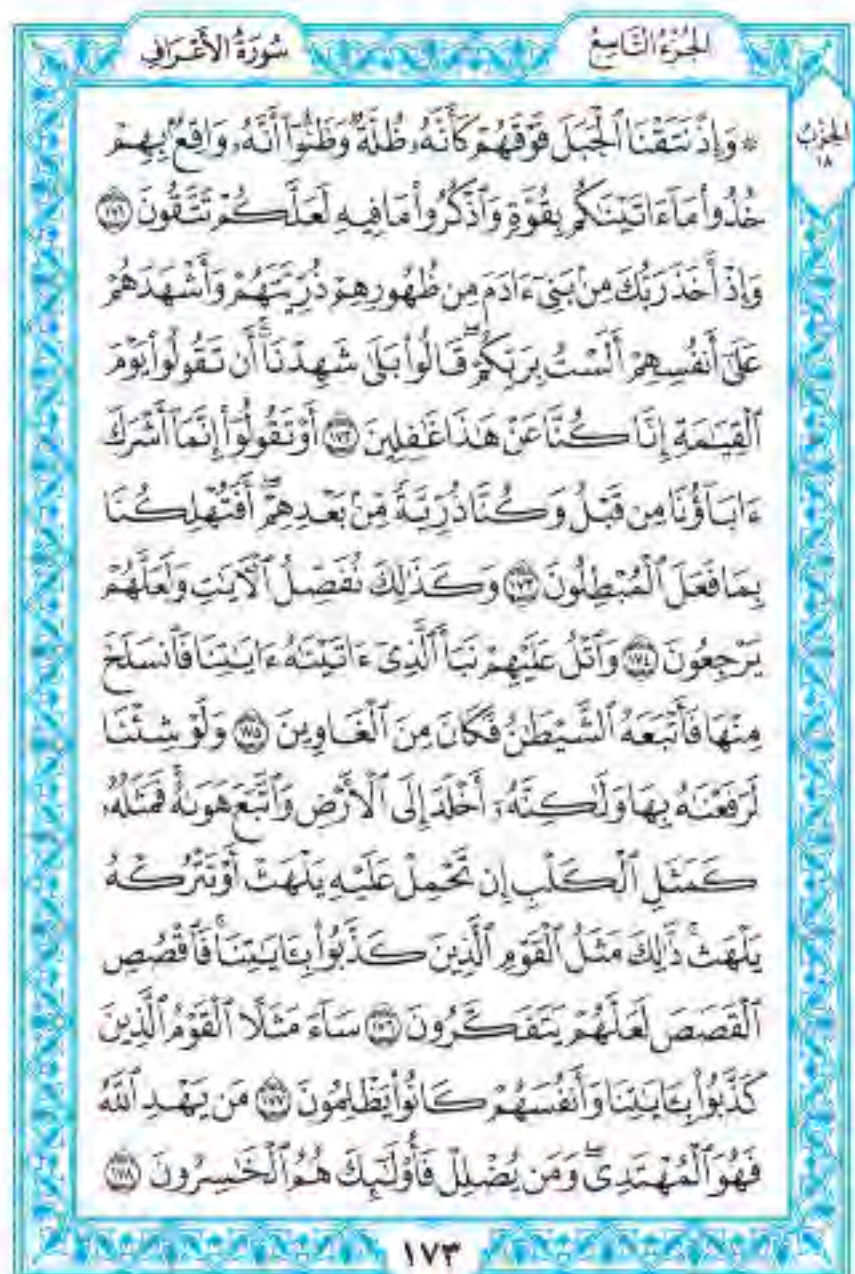 الجزء التاسع
سورة الأعراف
الحزب ١٨
۞ وَإِذْ نَتَقْنَا ٱلْجَبَلَ فَوْقَهُمْ كَأَنَّهُۥ ظُلَّةٌ وَظَنُّوٓا۟ أَنَّهُۥ وَاقِعٌۢ بِهِمْ
خُذُوا۟ مَآ ءَاتَيْنَٰكُم بِقُوَّةٍ وَٱذْكُرُوا۟ مَا فِيهِ لَعَلَّكُمْ تَتَّقُونَ ١٧١
وَإِذْ أَخَذَ رَبُّكَ مِنۢ بَنِىٓ ءَادَمَ مِن ظُهُورِهِمْ ذُرِّيَّتَهُمْ وَأَشْهَدَهُمْ
عَلَىٰٓ أَنفُسِهِمْ أَلَسْتُ بِرَبِّكُمْ ۖ قَالُوا۟ بَلَىٰ شَهِدْنَآ ۛ أَن تَقُولُوا۟ يَوْمَ
ٱلْقِيَٰمَةِ إِنَّا كُنَّا عَنْ هَٰذَا غَٰفِلِينَ ١٧٢ أَوْ تَقُولُوٓا۟ إِنَّمَآ أَشْرَكَ
ءَابَآؤُنَا مِن قَبْلُ وَكُنَّا ذُرِّيَّةً مِّنۢ بَعْدِهِمْ ۖ أَفَتُهْلِكُنَا
بِمَا فَعَلَ ٱلْمُبْطِلُونَ ١٧٣ وَكَذَٰلِكَ نُفَصِّلُ ٱلْءَايَٰتِ وَلَعَلَّهُمْ
يَرْجِعُونَ ١٧٤ وَٱتْلُ عَلَيْهِمْ نَبَأَ ٱلَّذِىٓ ءَاتَيْنَٰهُ ءَايَٰتِنَا فَٱنسَلَخَ
مِنْهَا فَأَتْبَعَهُ ٱلشَّيْطَٰنُ فَكَانَ مِنَ ٱلْغَاوِينَ ١٧٥ وَلَوْ شِئْنَا
لَرَفَعْنَٰهُ بِهَا وَلَٰكِنَّهُۥٓ أَخْلَدَ إِلَى ٱلْأَرْضِ وَٱتَّبَعَ هَوَىٰهُ ۚ فَمَثَلُهُۥ
كَمَثَلِ ٱلْكَلْبِ إِن تَحْمِلْ عَلَيْهِ يَلْهَثْ أَوْ تَتْرُكْهُ
يَلْهَث ۚ ذَّٰلِكَ مَثَلُ ٱلْقَوْمِ ٱلَّذِينَ كَذَّبُوا۟ بِـَٔايَٰتِنَا ۚ فَٱقْصُصِ
ٱلْقَصَصَ لَعَلَّهُمْ يَتَفَكَّرُونَ ١٧٦ سَآءَ مَثَلًا ٱلْقَوْمُ ٱلَّذِينَ
كَذَّبُوا۟ بِـَٔايَٰتِنَا وَأَنفُسَهُمْ كَانُوا۟ يَظْلِمُونَ ١٧٧ مَن يَهْدِ ٱللَّهُ
فَهُوَ ٱلْمُهْتَدِى ۖ وَمَن يُضْلِلْ فَأُو۟لَٰٓئِكَ هُمُ ٱلْخَٰسِرُونَ ١٧٨
١٧٣